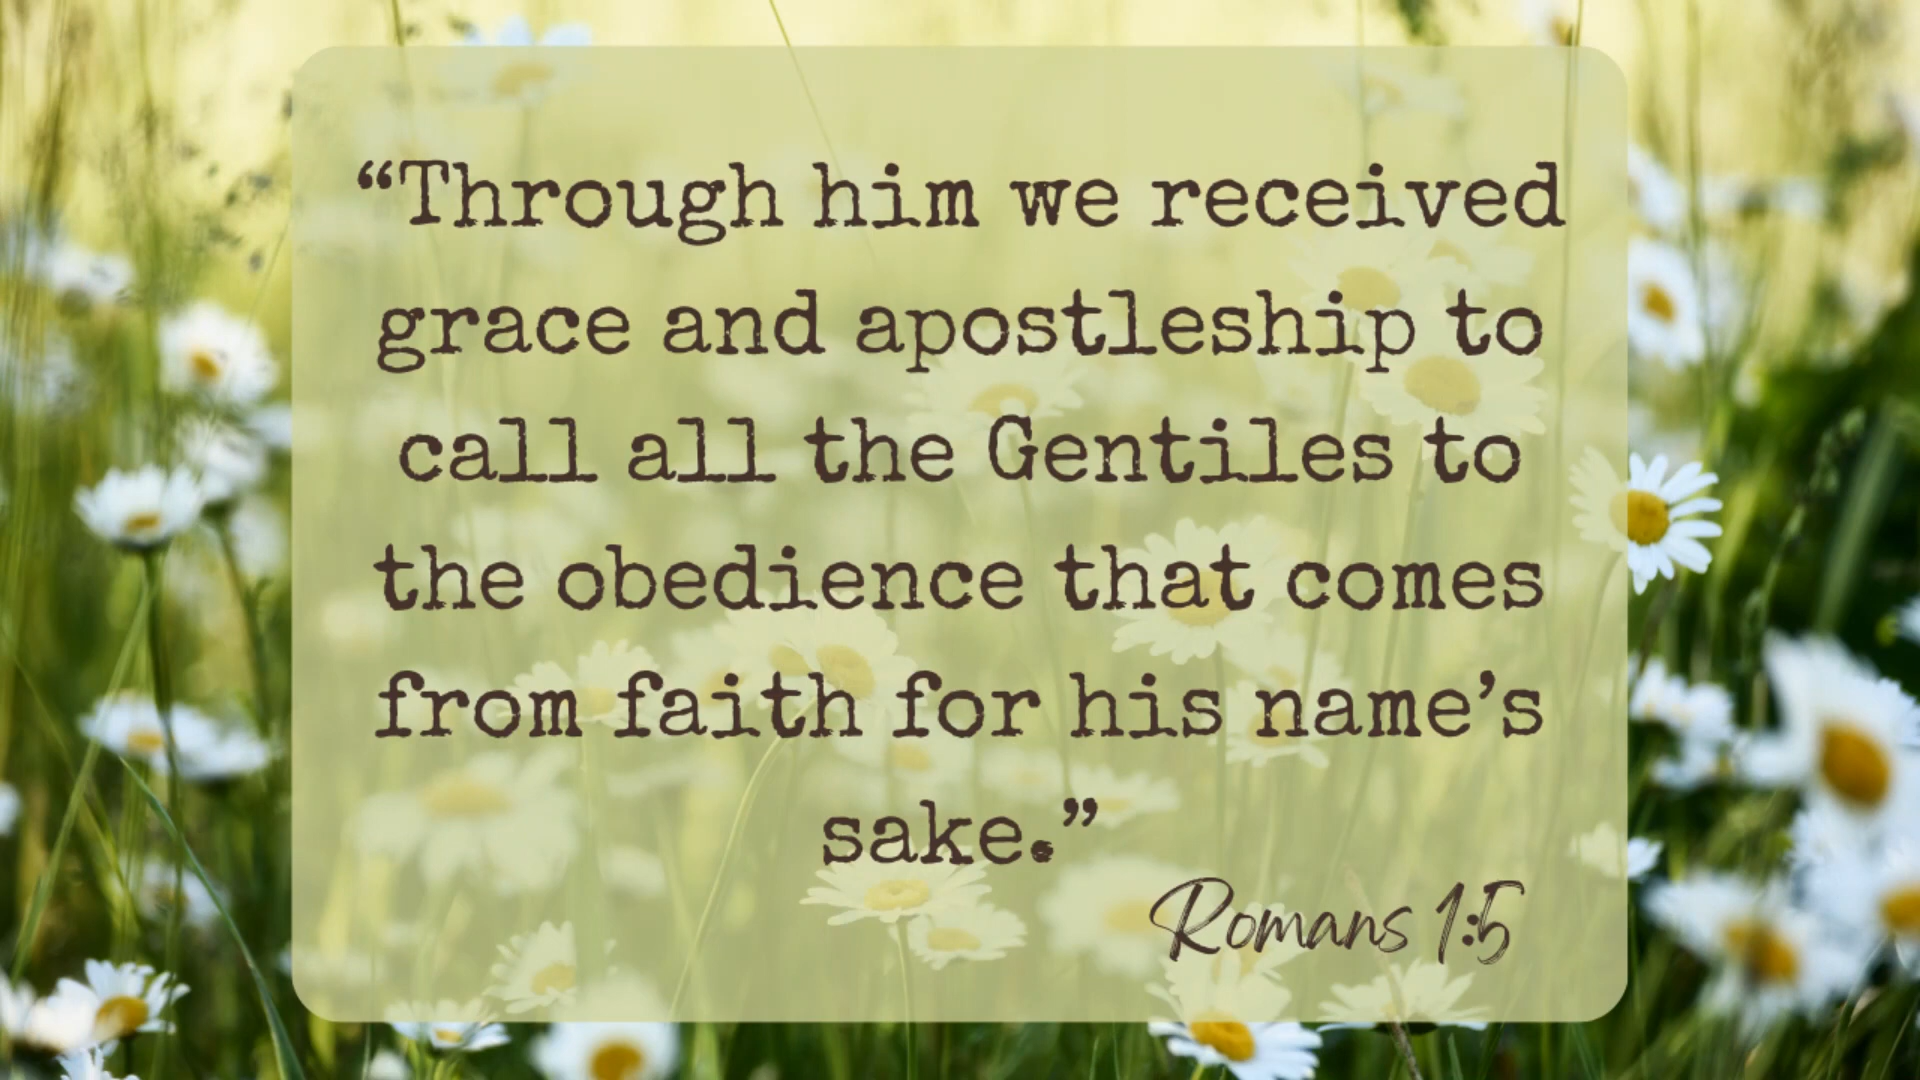 “Through him we received
grace and apostleship to
call all the Gentiles to
the obedience that comes
from faith for his name’s
sake.”
Romans 1:5